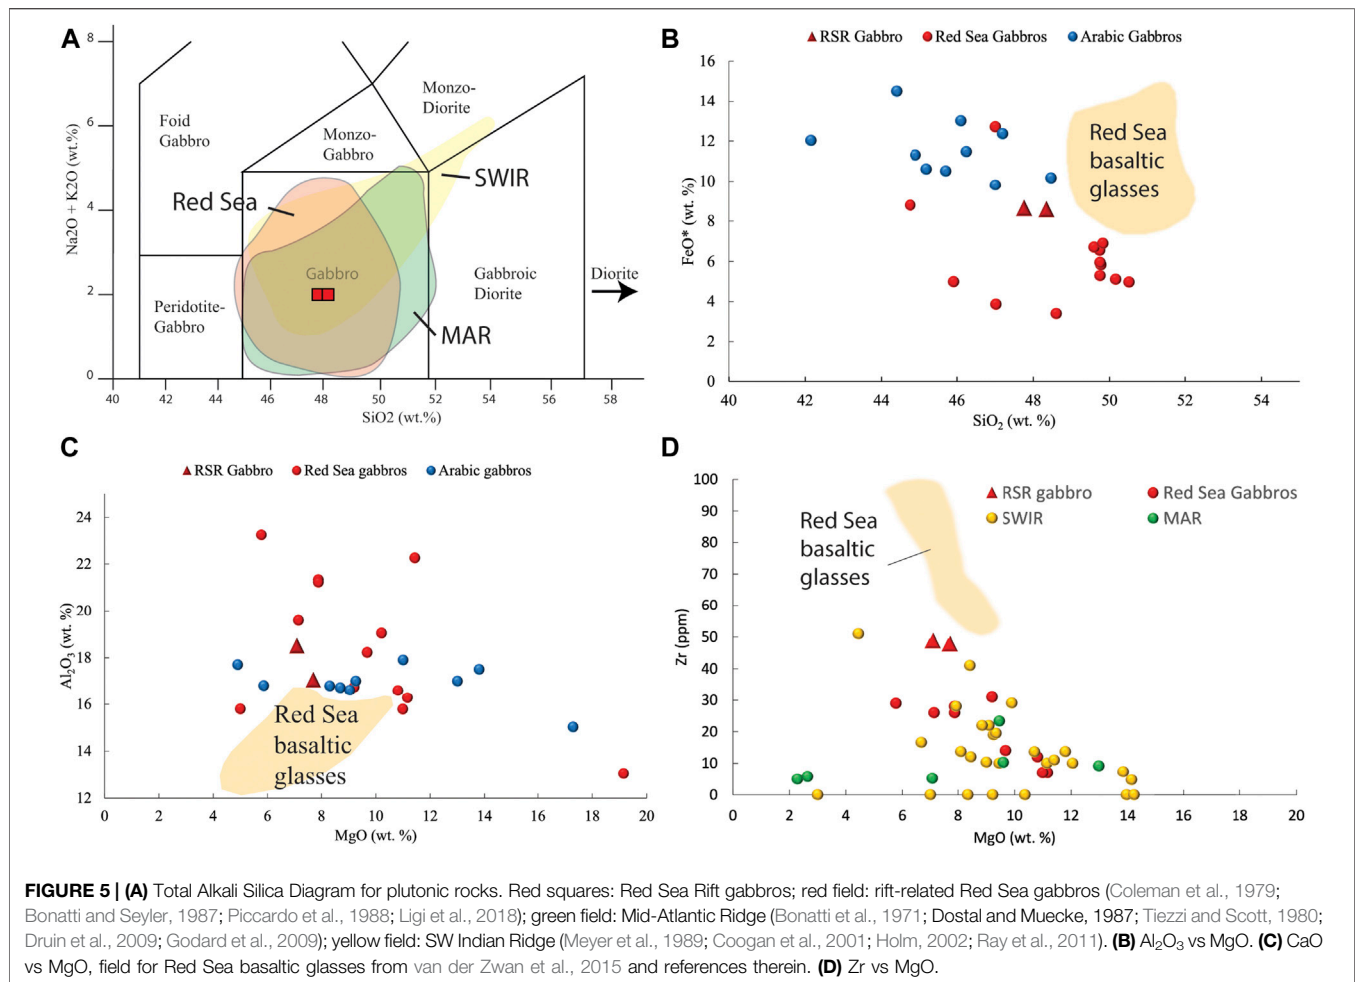 A
8
6
4
2
0
Na2O + K2O (wt.%)
Foid
Gabbro
Monzo-
Gabbro
Monzo-
Diorite
Red Sea
SWIR
Gabbro
Peridotite-
Gabbro
Gabbroic
Diorite
Diorite
MAR
40 44 46 48 50 52 54 56 58
SiO2 (wt.%)
B
RSR Gabbro Red Sea Gabbros Arabic Gabbros
16
14
12
10
8
6
4
2
0
FeO* (wt. %)
Red Sea
basaltic
glasses
40 42 44 46 48 50 52 54
SiO₂ (wt. %)
C
RSR Gabbro Red Sea gabbros Arabic gabbros
24
22
20
18
16
14
12
Al₂O₃ (wt. %)
Red Sea
basaltic
glasses
0 2 4 6 8 10 12 14 16 18 20
MgO (wt. %)
D
100
90
80
70
60
50
40
30
20
10
0
Zr (ppm)
RSR gabbro Red Sea Gabbros
SWIR MAR
Red Sea
basaltic
glasses
0 2 4 6 8 10 12 14 16 18 20
MgO (wt. %)
FIGURE 5 | (A) Total Alkali Silica Diagram for plutonic rocks. Red squares: Red Sea Rift gabbros; red field: rift-related Red Sea gabbros (Coleman et al., 1979;
Bonatti and Seyler, 1987; Piccardo et al., 1988; Ligi et al., 2018); green field: Mid-Atlantic Ridge (Bonatti et al., 1971; Dostal and Muecke, 1987; Tiezzi and Scott, 1980;
Druin et al., 2009; Godard et al., 2009); yellow field: SW Indian Ridge (Meyer et al., 1989; Coogan et al., 2001; Holm, 2002; Ray et al., 2011). (B) Al₂O₃ vs MgO. (C) CaO
vs MgO, field for Red Sea basaltic glasses from van der Zwan et al., 2015 and references therein. (D) Zr vs MgO.